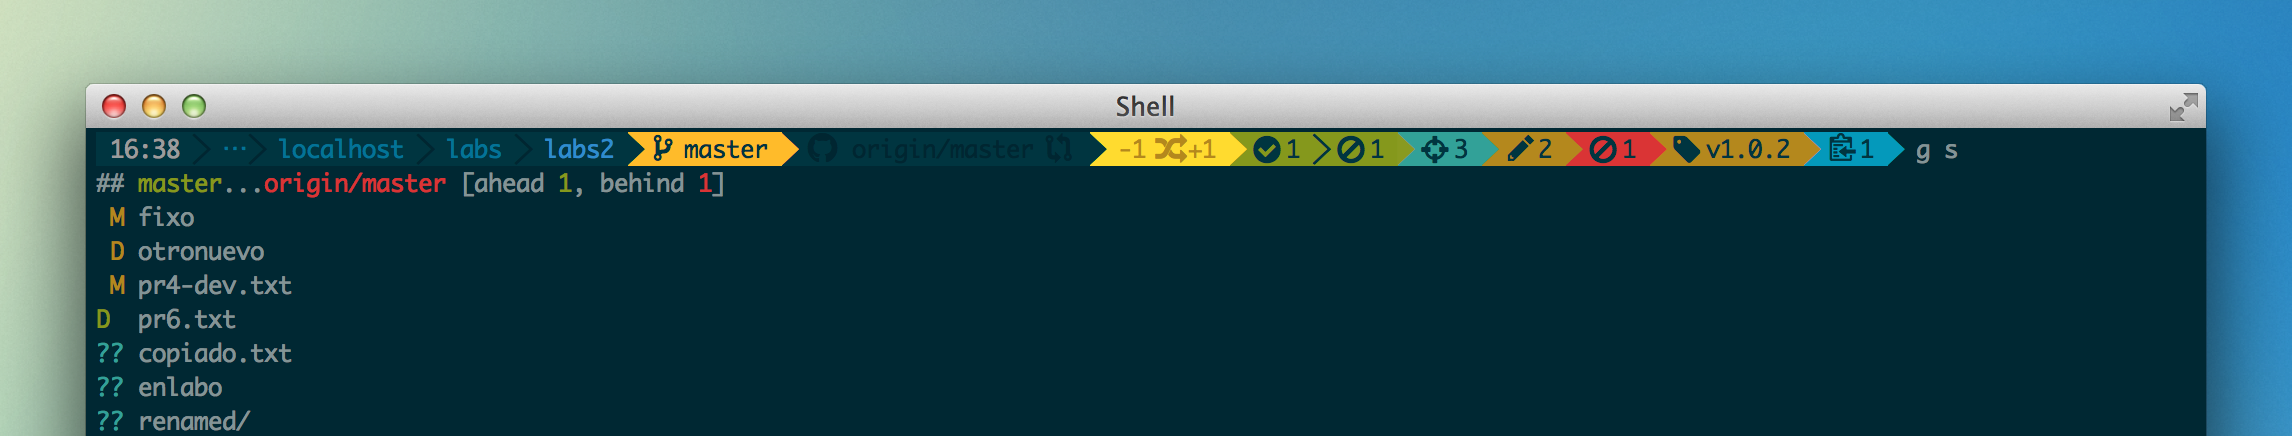 Shell
16:38 ··· localhost labs labs2 master origin/master -1 +1 1 1 3 2 1 v1.0.2 1 g s
## master...origin/master [ahead 1, behind 1]
 M fixo
 D otronuevo
 M pr4-dev.txt
D  pr6.txt
?? copiado.txt
?? enlabo
?? renamed/